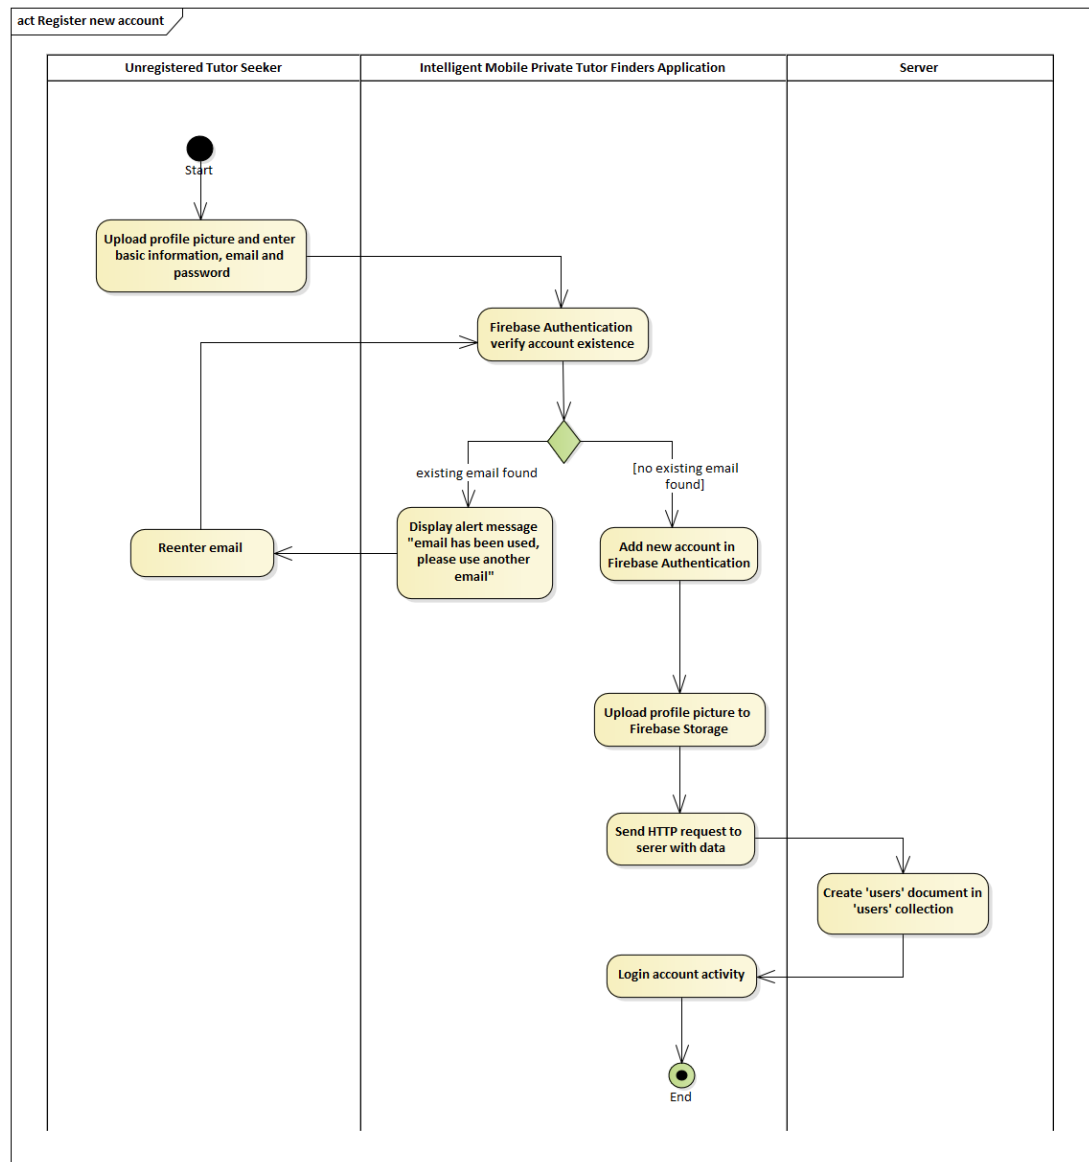 act Register new account
Unregistered Tutor Seeker
Intelligent Mobile Private Tutor Finders Application
Server
Start
Upload profile picture and enter
basic information, email and
password
Firebase Authentication
verify account existence
existing email found
[no existing email
found]
Display alert message
"email has been used,
please use another
email"
Reenter email
Add new account in
Firebase Authentication
Upload profile picture to
Firebase Storage
Send HTTP request to
serer with data
Create 'users' document in
'users' collection
Login account activity
End